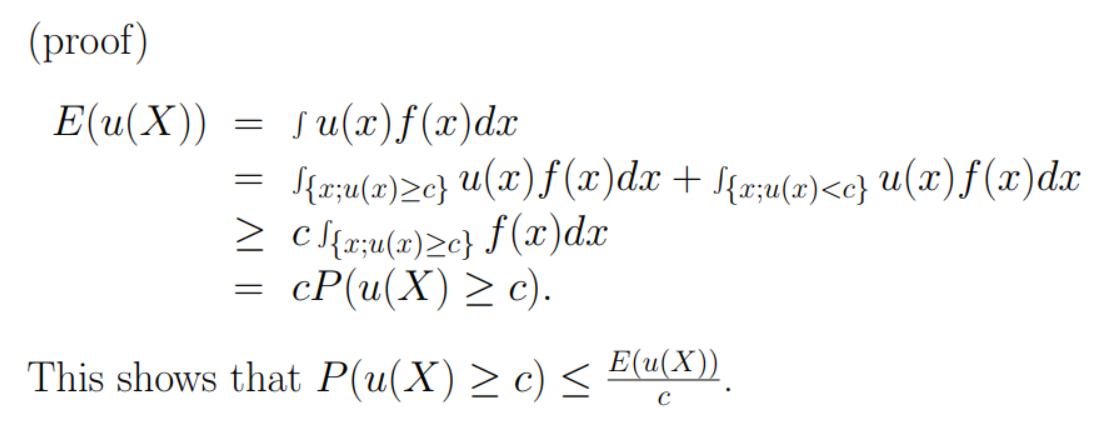 (proof)
E(u(X)) = ∫ u(x)f(x)dx
= ∫{x;u(x)≥c} u(x)f(x)dx + ∫{x;u(x)<c} u(x)f(x)dx
≥ c ∫{x;u(x)≥c} f(x)dx
= cP(u(X) ≥ c).
This shows that P(u(X) ≥ c) ≤ E(u(X))/c.